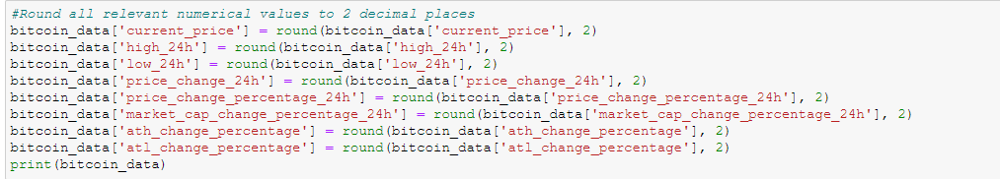 #Round all relevant numerical values to 2 decimal places
bitcoin_data['current_price'] = round(bitcoin_data['current_price'], 2)
bitcoin_data['high_24h'] = round(bitcoin_data['high_24h'], 2)
bitcoin_data['low_24h'] = round(bitcoin_data['low_24h'], 2)
bitcoin_data['price_change_24h'] = round(bitcoin_data['price_change_24h'], 2)
bitcoin_data['price_change_percentage_24h'] = round(bitcoin_data['price_change_percentage_24h'], 2)
bitcoin_data['market_cap_change_percentage_24h'] = round(bitcoin_data['market_cap_change_percentage_24h'], 2)
bitcoin_data['ath_change_percentage'] = round(bitcoin_data['ath_change_percentage'], 2)
bitcoin_data['atl_change_percentage'] = round(bitcoin_data['atl_change_percentage'], 2)
print(bitcoin_data)